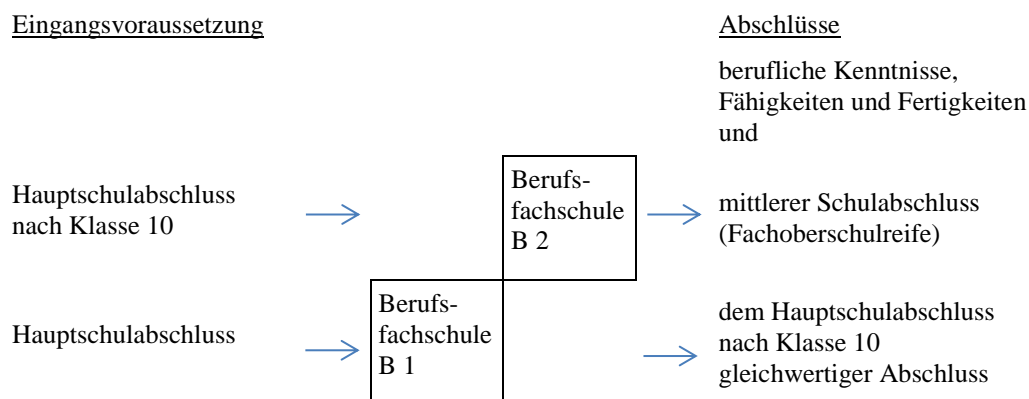 Eingangsvoraussetzung
Abschlüsse
berufliche Kenntnisse,
Fähigkeiten und Fertigkeiten
und
Hauptschulabschluss
nach Klasse 10
Berufs-
fachschule
B 2
mittlerer Schulabschluss
(Fachoberschulreife)
Hauptschulabschluss
Berufs-
fachschule
B 1
dem Hauptschulabschluss
nach Klasse 10
gleichwertiger Abschluss